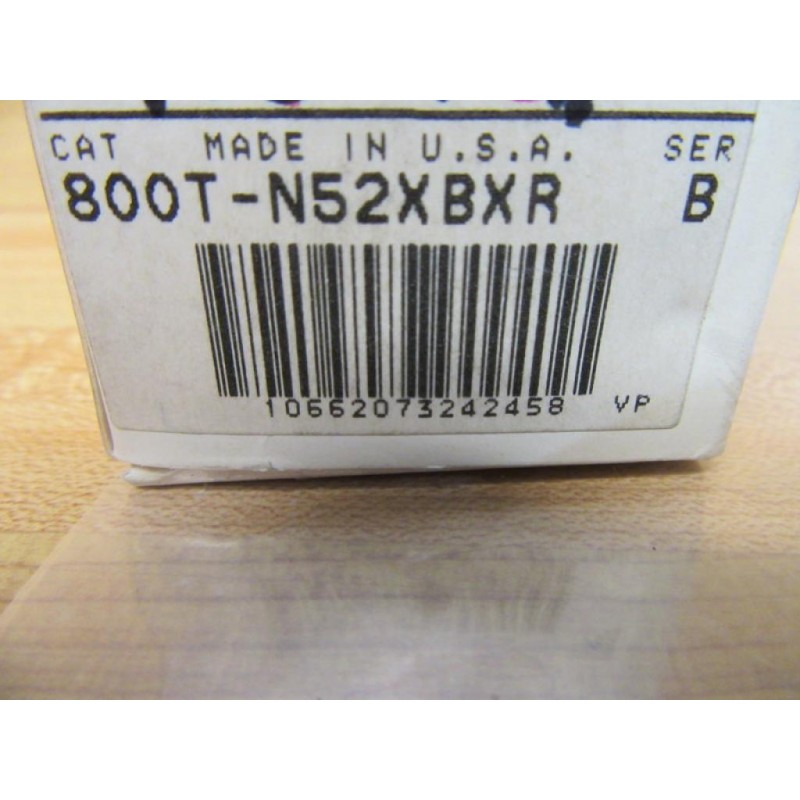 CAT MADE IN U.S.A. SER
800T-N52XBXR B
10662073242458 VP